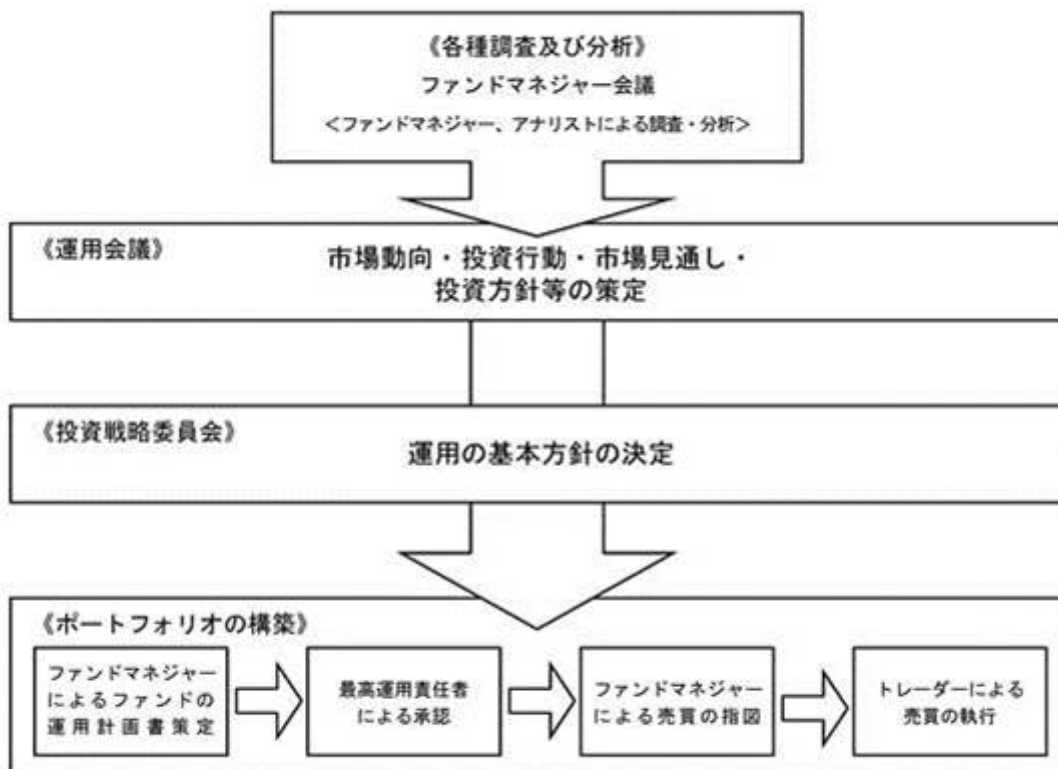 《各種調査及び分析》
ファンドマネジャー会議
<ファンドマネジャー、アナリストによる調査・分析>
《運用会議》
市場動向・投資行動・市場見通し・
投資方針等の策定
《投資戦略委員会》
運用の基本方針の決定
《ポートフォリオの構築》
ファンドマネジャー
によるファンドの
運用計画書策定
最高運用責任者
による承認
ファンドマネジャー
による売買の指図
トレーダーによる
売買の執行